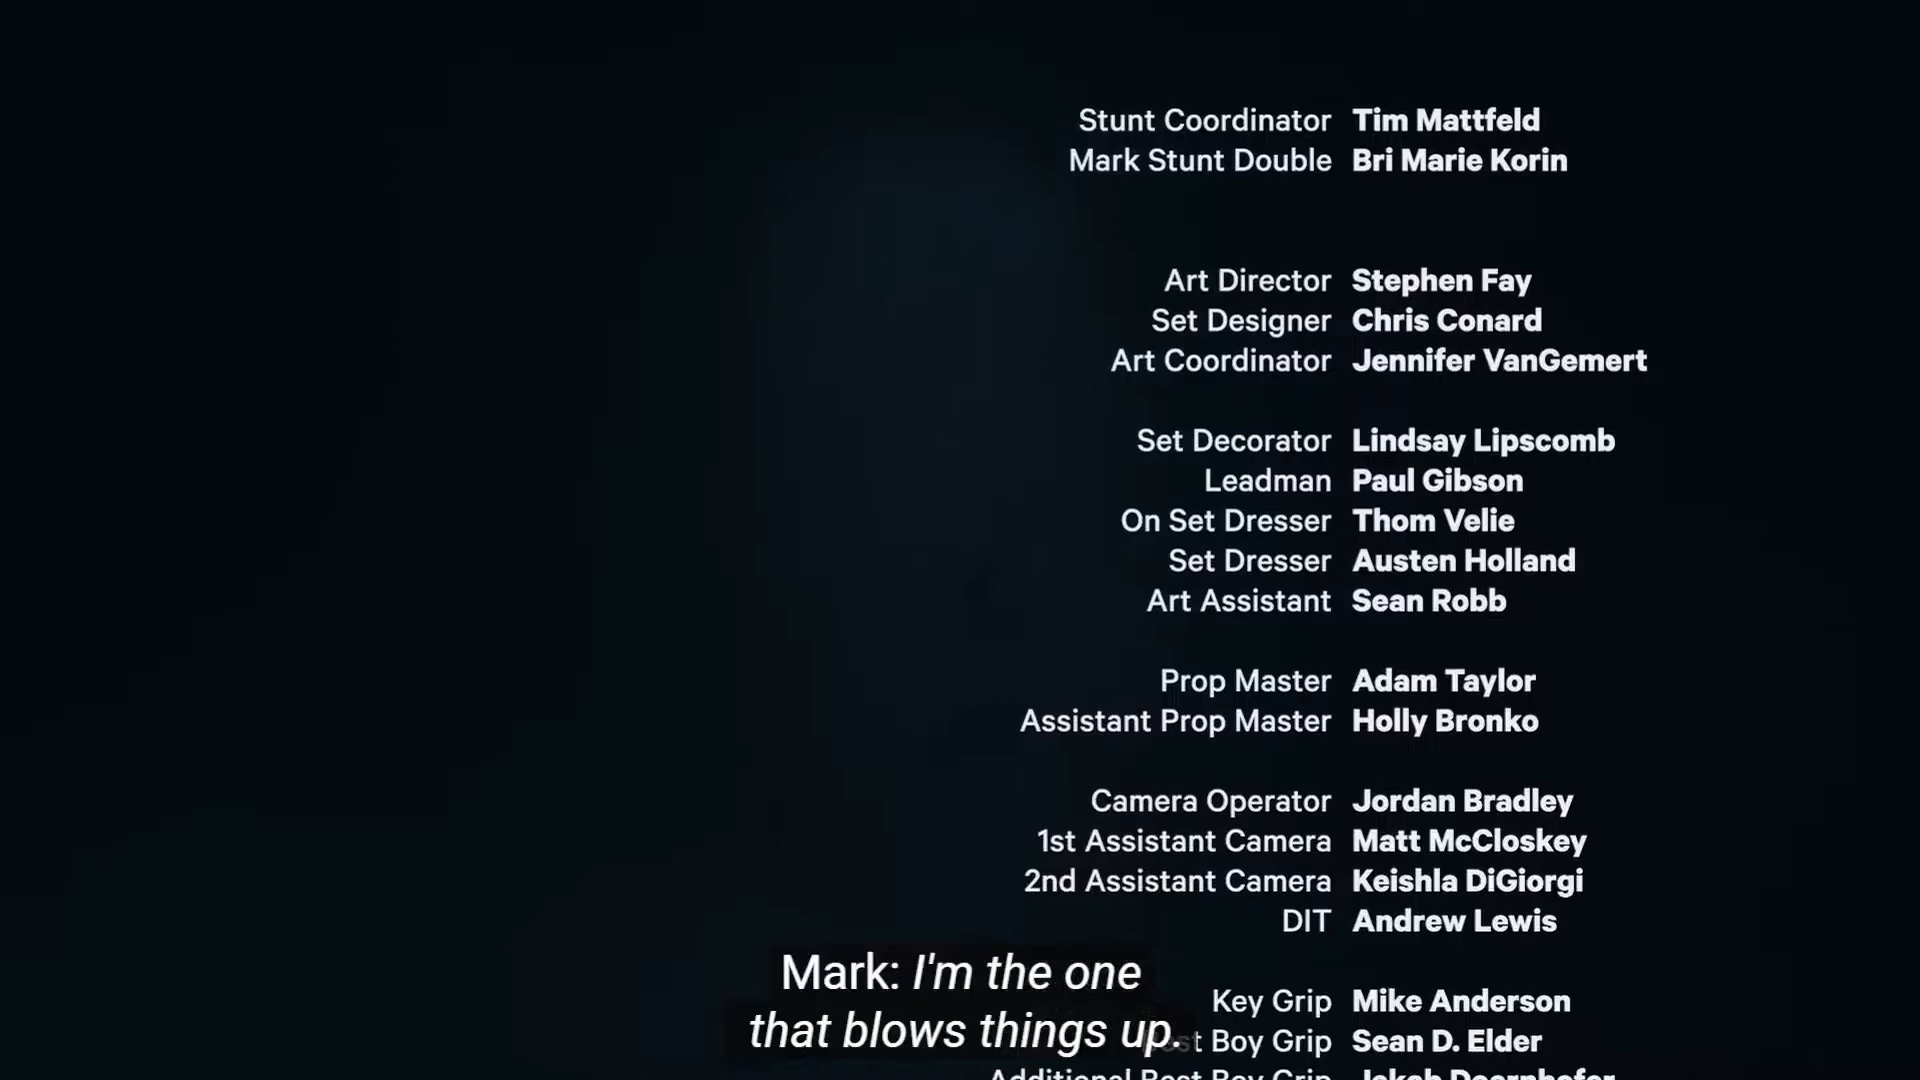 Stunt Coordinator Tim Mattfeld
Mark Stunt Double Bri Marie Korin
Art Director Stephen Fay
Set Designer Chris Conard
Art Coordinator Jennifer VanGemert
Set Decorator Lindsay Lipscomb
Leadman Paul Gibson
On Set Dresser Thom Velie
Set Dresser Austen Holland
Art Assistant Sean Robb
Prop Master Adam Taylor
Assistant Prop Master Holly Bronko
Camera Operator Jordan Bradley
1st Assistant Camera Matt McCloskey
2nd Assistant Camera Keishla DiGiorgi
DIT Andrew Lewis
Mark: I'm the one
that blows things up.
Key Grip Mike Anderson
Boy Grip Sean D. Elder
Additional Best Boy Grip